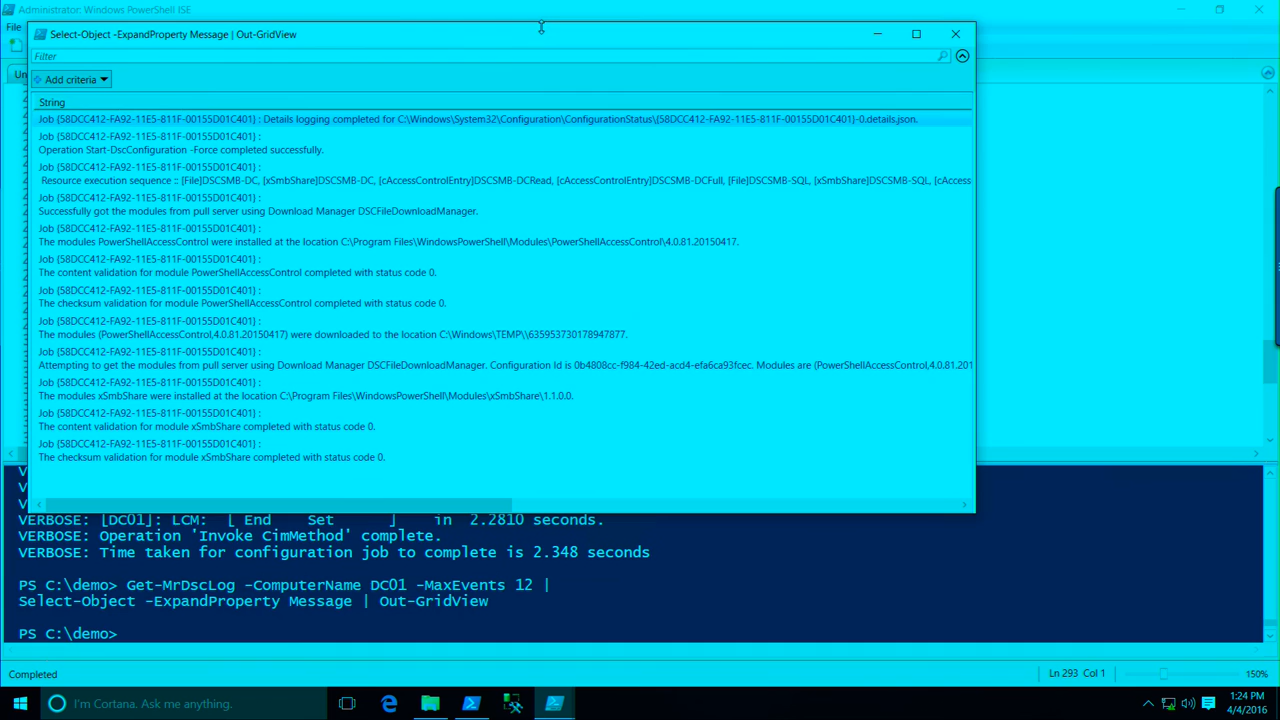 Administrator: Windows PowerShell ISE
File
Select-Object -ExpandProperty Message | Out-GridView
Filter
Add criteria
String
Job {58DCC412-FA92-11E5-811F-00155D01C401} : Details logging completed for C:\Windows\System32\Configuration\ConfigurationStatus\{58DCC412-FA92-11E5-811F-00155D01C401}-0.details.json.
Job {58DCC412-FA92-11E5-811F-00155D01C401} :
Operation Start-DscConfiguration -Force completed successfully.
Job {58DCC412-FA92-11E5-811F-00155D01C401} :
Resource execution sequence :: [File]DSCSMB-DC, [xSmbShare]DSCSMB-DC, [cAccessControlEntry]DSCSMB-DCRead, [cAccessControlEntry]DSCSMB-DCFull, [File]DSCSMB-SQL, [xSmbShare]DSCSMB-SQL, [cAccess
Job {58DCC412-FA92-11E5-811F-00155D01C401} :
Successfully got the modules from pull server using Download Manager DSCFileDownloadManager.
Job {58DCC412-FA92-11E5-811F-00155D01C401} :
The modules PowerShellAccessControl were installed at the location C:\Program Files\WindowsPowerShell\Modules\PowerShellAccessControl\4.0.81.20150417.
Job {58DCC412-FA92-11E5-811F-00155D01C401} :
The content validation for module PowerShellAccessControl completed with status code 0.
Job {58DCC412-FA92-11E5-811F-00155D01C401} :
The checksum validation for module PowerShellAccessControl completed with status code 0.
Job {58DCC412-FA92-11E5-811F-00155D01C401} :
The modules (PowerShellAccessControl,4.0.81.20150417) were downloaded to the location C:\Windows\TEMP\\635953730178947877.
Job {58DCC412-FA92-11E5-811F-00155D01C401} :
Attempting to get the modules from pull server using Download Manager DSCFileDownloadManager. Configuration Id is 0b4808cc-f984-42ed-acd4-efa6ca93fcec. Modules are (PowerShellAccessControl,4.0.81.201
Job {58DCC412-FA92-11E5-811F-00155D01C401} :
The modules xSmbShare were installed at the location C:\Program Files\WindowsPowerShell\Modules\xSmbShare\1.1.0.0.
Job {58DCC412-FA92-11E5-811F-00155D01C401} :
The content validation for module xSmbShare completed with status code 0.
Job {58DCC412-FA92-11E5-811F-00155D01C401} :
The checksum validation for module xSmbShare completed with status code 0.
VERBOSE: [DC01]: LCM:  [ End    Set      ]    in  2.2810 seconds.
VERBOSE: Operation 'Invoke CimMethod' complete.
VERBOSE: Time taken for configuration job to complete is 2.348 seconds
PS C:\demo> Get-MrDscLog -ComputerName DC01 -MaxEvents 12 |
Select-Object -ExpandProperty Message | Out-GridView
PS C:\demo>
Completed
Ln 293 Col 1
150%
I'm Cortana. Ask me anything.
1:24 PM
4/4/2016